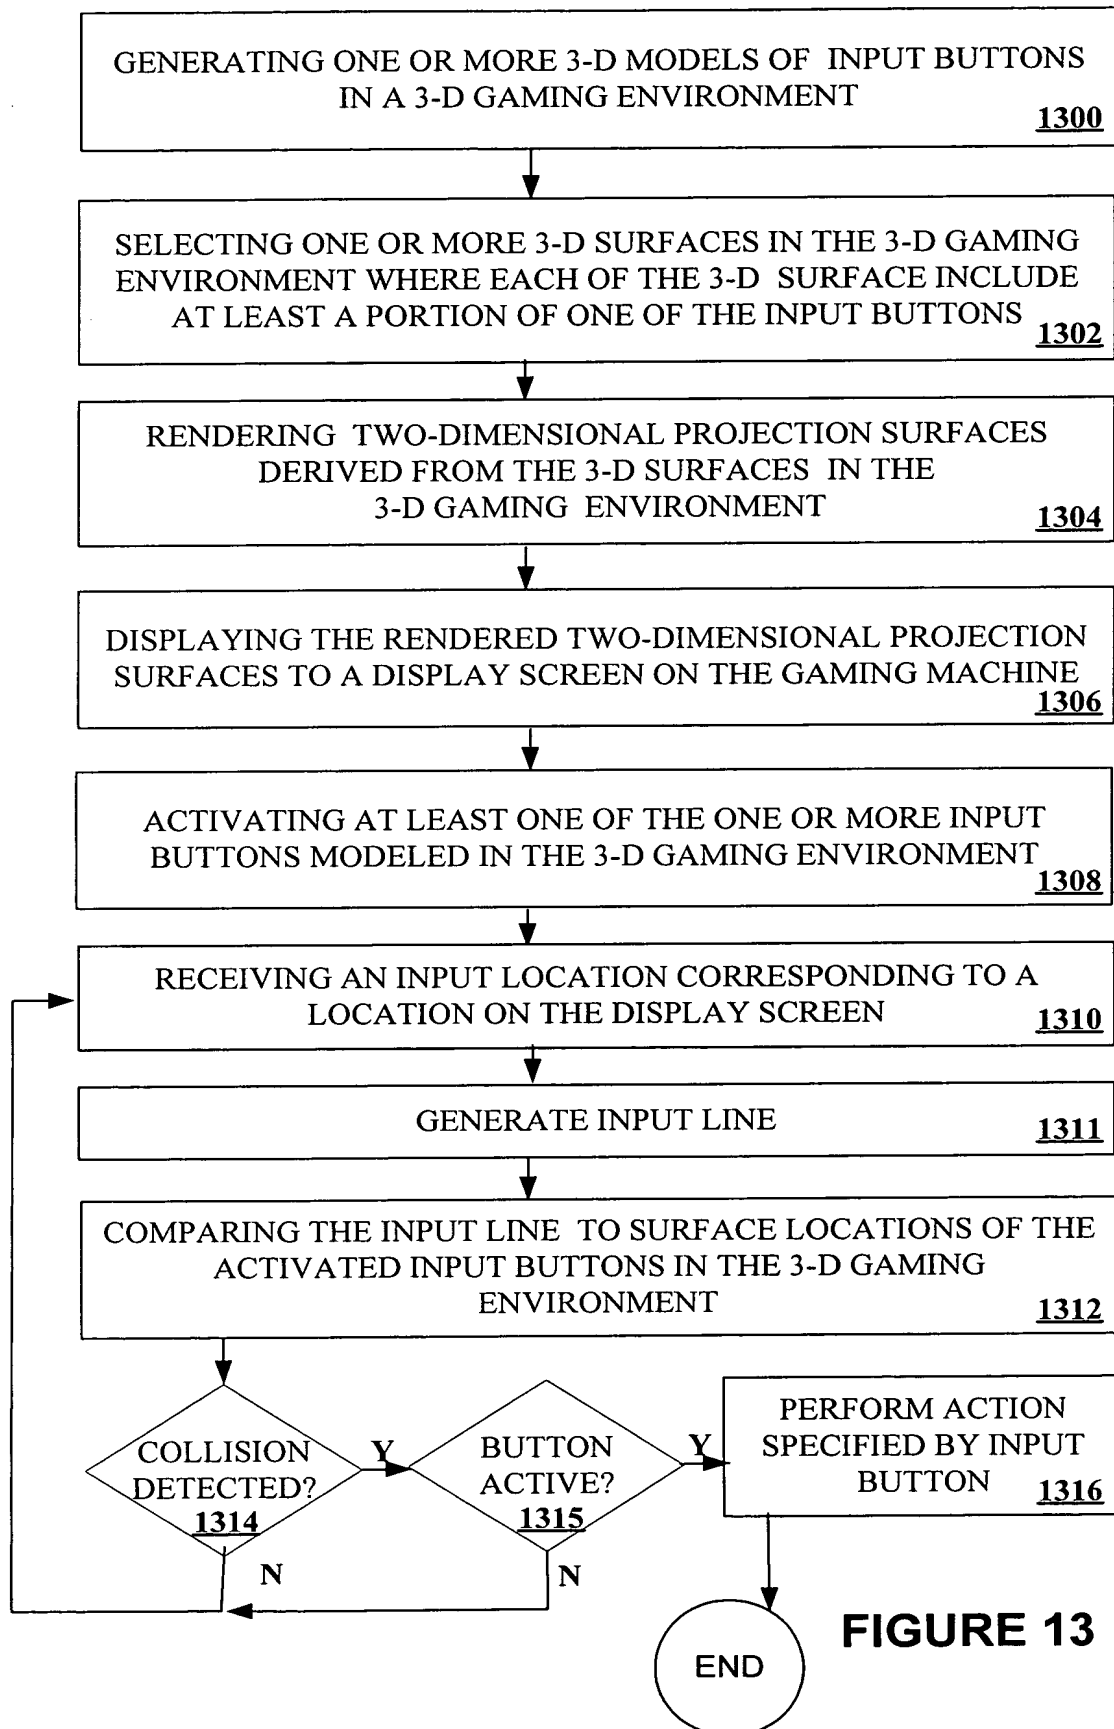 GENERATING ONE OR MORE 3-D MODELS OF INPUT BUTTONS
IN A 3-D GAMING ENVIRONMENT
1300
SELECTING ONE OR MORE 3-D SURFACES IN THE 3-D GAMING
ENVIRONMENT WHERE EACH OF THE 3-D SURFACE INCLUDE
AT LEAST A PORTION OF ONE OF THE INPUT BUTTONS
1302
RENDERING TWO-DIMENSIONAL PROJECTION SURFACES
DERIVED FROM THE 3-D SURFACES IN THE
3-D GAMING ENVIRONMENT
1304
DISPLAYING THE RENDERED TWO-DIMENSIONAL PROJECTION
SURFACES TO A DISPLAY SCREEN ON THE GAMING MACHINE
1306
ACTIVATING AT LEAST ONE OF THE ONE OR MORE INPUT
BUTTONS MODELED IN THE 3-D GAMING ENVIRONMENT
1308
RECEIVING AN INPUT LOCATION CORRESPONDING TO A
LOCATION ON THE DISPLAY SCREEN
1310
GENERATE INPUT LINE
1311
COMPARING THE INPUT LINE TO SURFACE LOCATIONS OF THE
ACTIVATED INPUT BUTTONS IN THE 3-D GAMING
ENVIRONMENT
1312
COLLISION
DETECTED?
1314
Y
N
BUTTON
ACTIVE?
1315
Y
N
PERFORM ACTION
SPECIFIED BY INPUT
BUTTON
1316
END
FIGURE 13